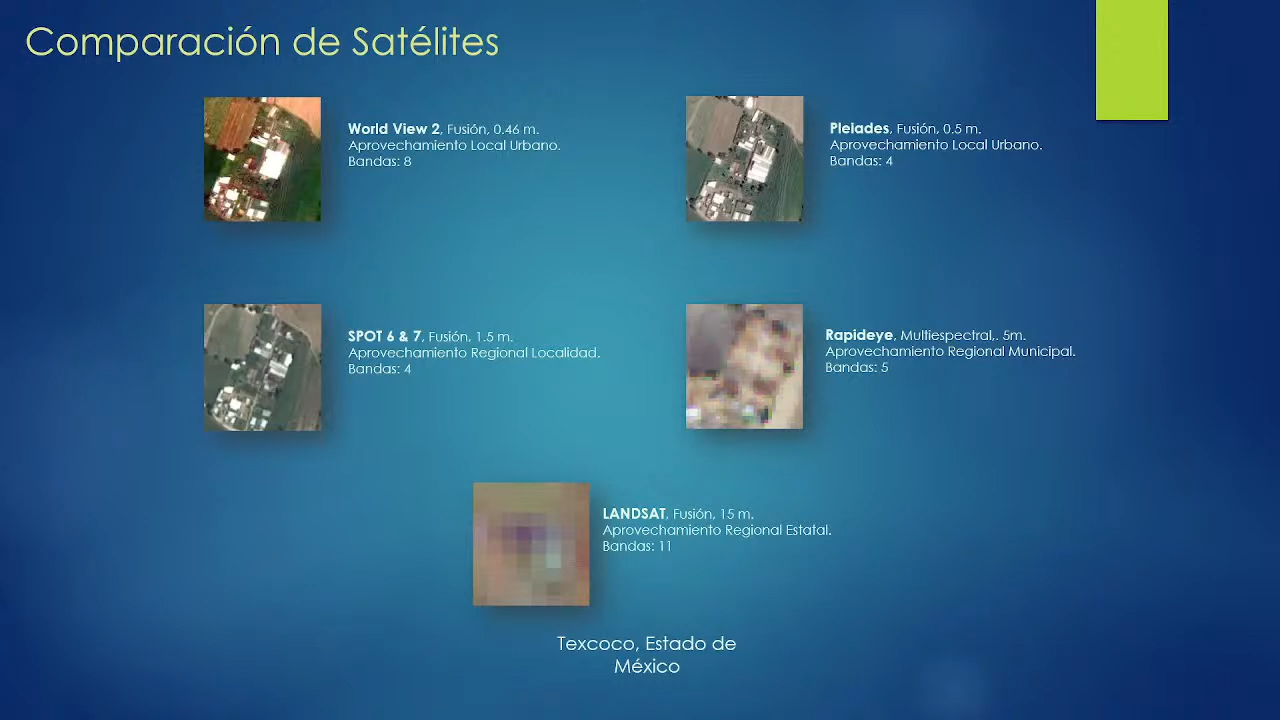 Comparación de Satélites
World View 2, Fusión, 0.46 m.
Aprovechamiento Local Urbano.
Bandas: 8
Pleiades, Fusión, 0.5 m.
Aprovechamiento Local Urbano.
Bandas: 4
SPOT 6 & 7, Fusión, 1.5 m.
Aprovechamiento Regional Localidad.
Bandas: 4
Rapideye, Multiespectral,. 5m.
Aprovechamiento Regional Municipal.
Bandas: 5
LANDSAT, Fusión, 15 m.
Aprovechamiento Regional Estatal.
Bandas: 11
Texcoco, Estado de
México